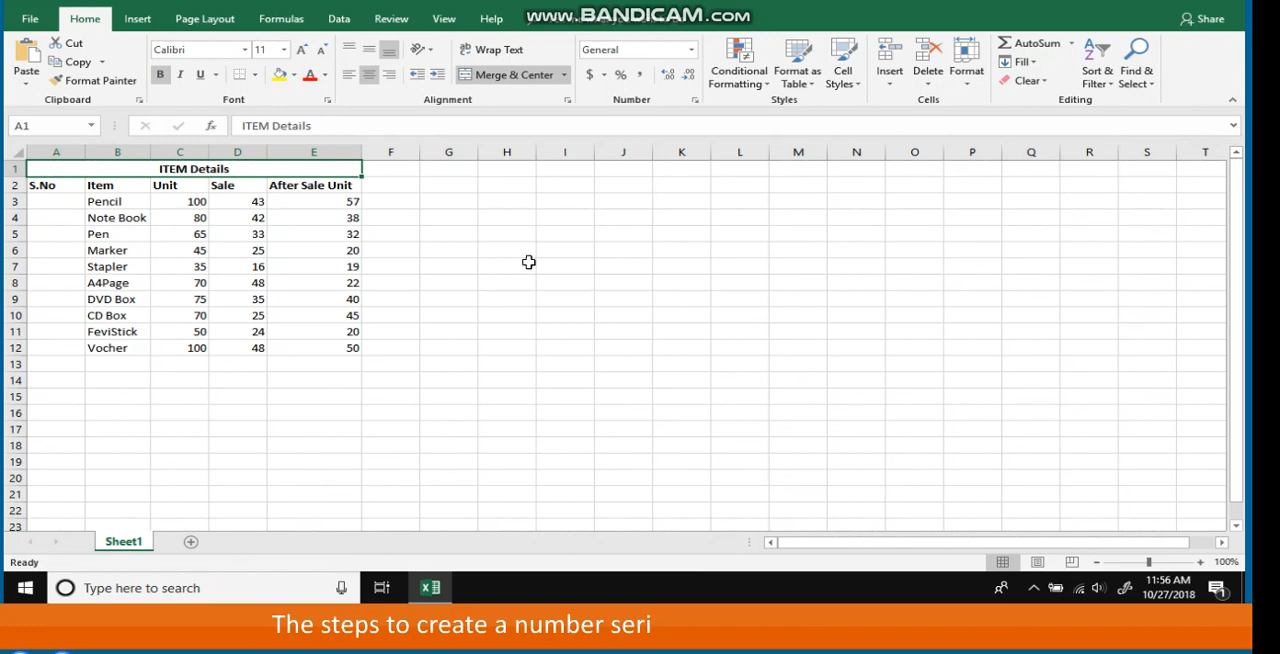 File Home Insert Page Layout Formulas Data Review View Help www.BANDICAM.com Share
Cut
Copy
Format Painter
Paste
Clipboard
Calibri 11
B I U
Font
Wrap Text
Merge & Center
Alignment
General
$ % ,
Number
Conditional Formatting
Format as Table
Cell Styles
Styles
Insert Delete Format
Cells
AutoSum
Fill
Clear
Sort & Filter
Find & Select
Editing
A1 fx ITEM Details
A B C D E F G H I J K L M N O P Q R S T
1 ITEM Details
2 S.No Item Unit Sale After Sale Unit
3 Pencil 100 43 57
4 Note Book 80 42 38
5 Pen 65 33 32
6 Marker 45 25 20
7 Stapler 35 16 19
8 A4Page 70 48 22
9 DVD Box 75 35 40
10 CD Box 70 25 45
11 FeviStick 50 24 20
12 Vocher 100 48 50
13
14
15
16
17
18
19
20
21
22
23
Sheet1
Ready 100%
Type here to search 11:56 AM
10/27/2018 1
The steps to create a number seri